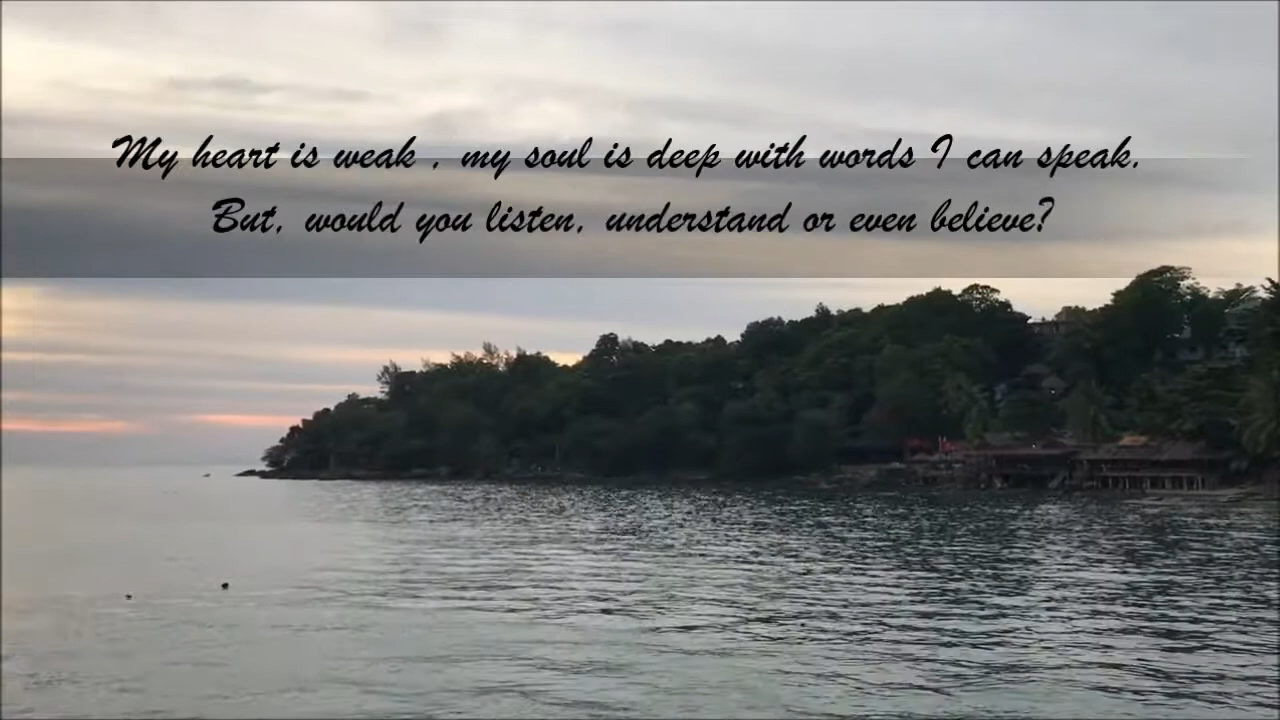 My heart is weak , my soul is deep with words I can speak.
But, would you listen, understand or even believe?